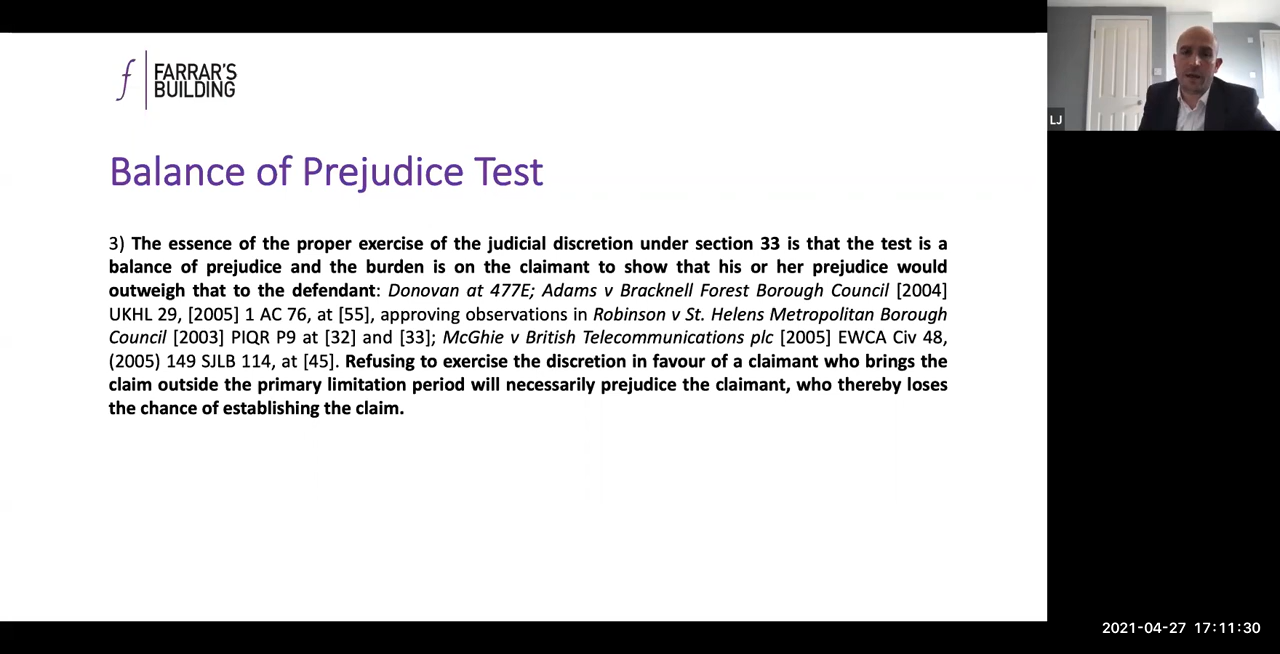 f
FARRAR'S
BUILDING
LJ
Balance of Prejudice Test
3) The essence of the proper exercise of the judicial discretion under section 33 is that the test is a
balance of prejudice and the burden is on the claimant to show that his or her prejudice would
outweigh that to the defendant: Donovan at 477E; Adams v Bracknell Forest Borough Council [2004]
UKHL 29, [2005] 1 AC 76, at [55], approving observations in Robinson v St. Helens Metropolitan Borough
Council [2003] PIQR P9 at [32] and [33]; McGhie v British Telecommunications plc [2005] EWCA Civ 48,
(2005) 149 SJLB 114, at [45]. Refusing to exercise the discretion in favour of a claimant who brings the
claim outside the primary limitation period will necessarily prejudice the claimant, who thereby loses
the chance of establishing the claim.
2021-04-27 17:11:30